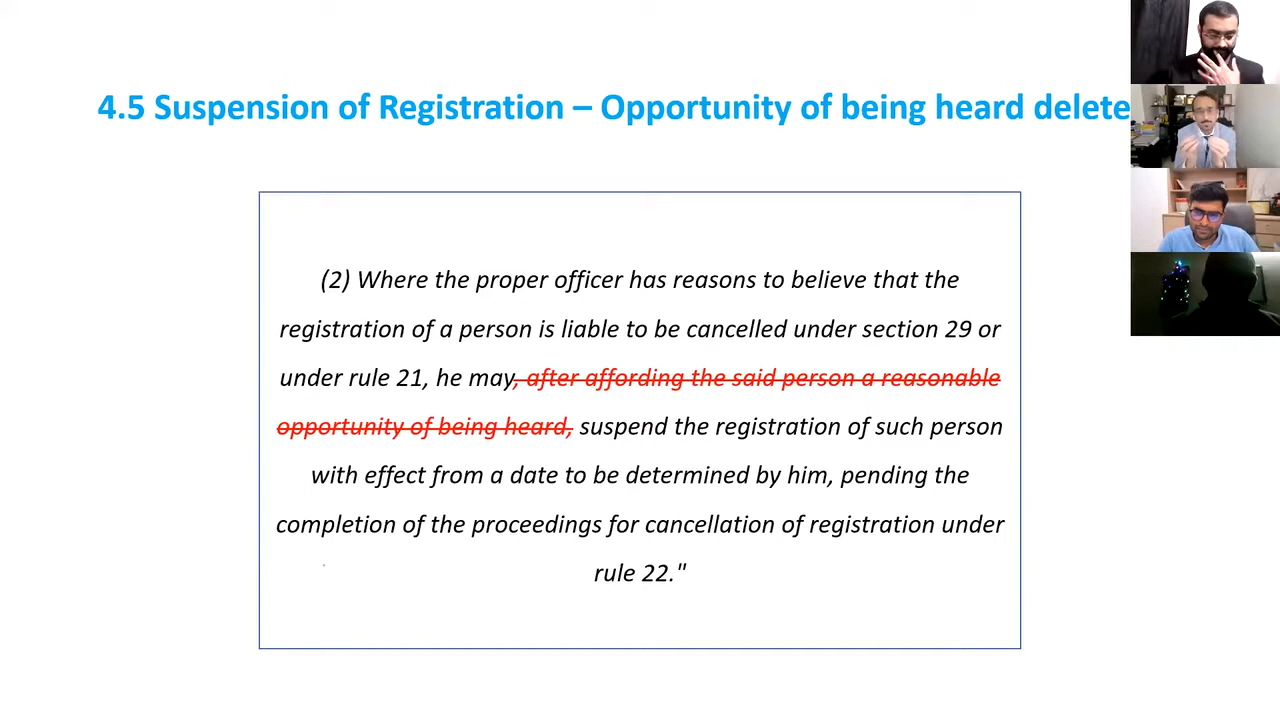 4.5 Suspension of Registration – Opportunity of being heard delete
(2) Where the proper officer has reasons to believe that the
registration of a person is liable to be cancelled under section 29 or
under rule 21, he may, after affording the said person a reasonable
opportunity of being heard, suspend the registration of such person
with effect from a date to be determined by him, pending the
completion of the proceedings for cancellation of registration under
rule 22."